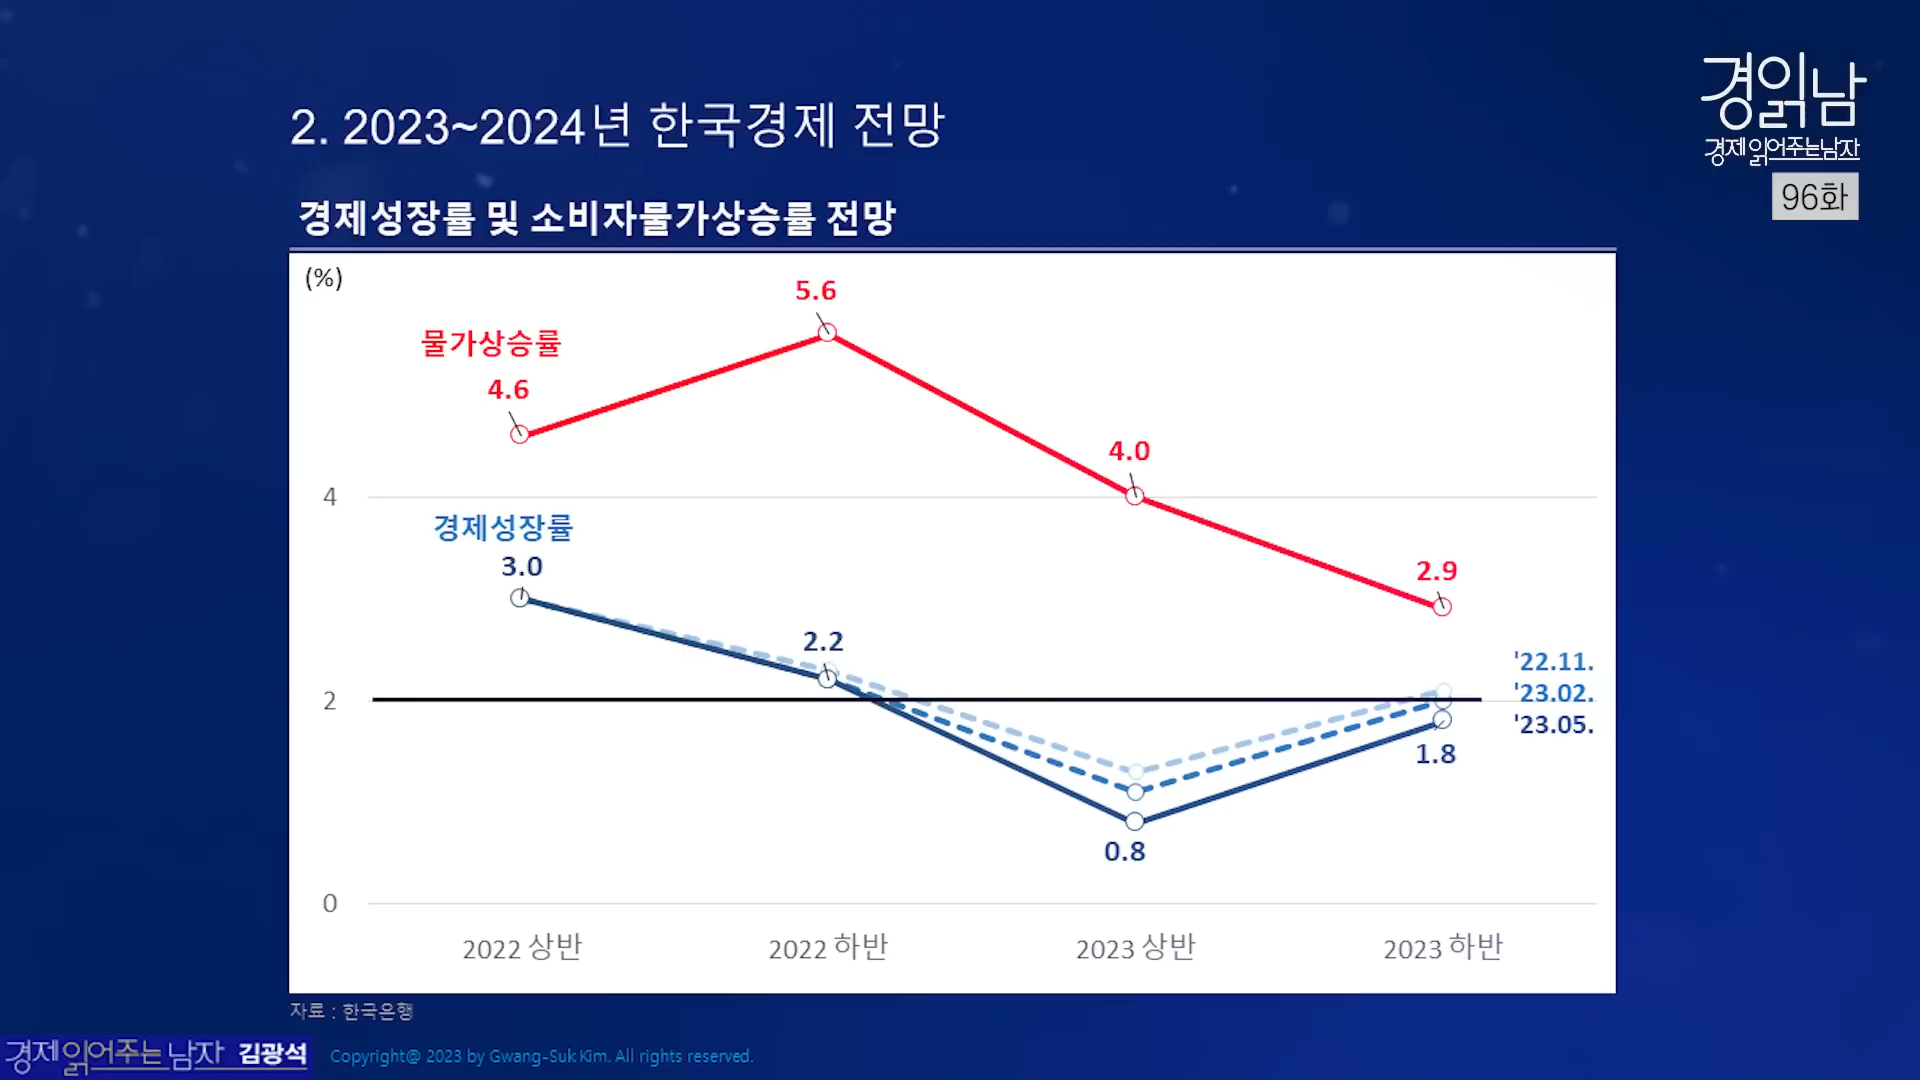 경읽남
경제읽어주는남자
96화
2. 2023~2024년 한국경제 전망
경제성장률 및 소비자물가상승률 전망
(%)
5.6
물가상승률
4.6
4.0
4
경제성장률
3.0
2.9
2.2
'22.11.
2
'23.02.
'23.05.
1.8
0.8
0
2022 상반
2022 하반
2023 상반
2023 하반
자료 : 한국은행
경제읽어주는남자 김광석
Copyright@ 2023 by Gwang-Suk Kim. All rights reserved.